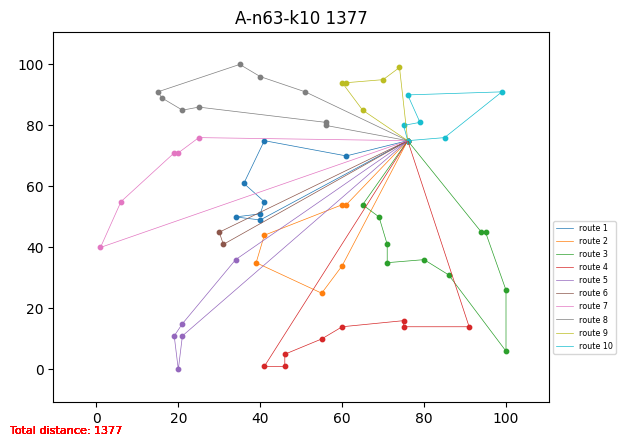 A-n63-k10 1377
100
80
60
40
20
0
0 20 40 60 80 100
route 1
route 2
route 3
route 4
route 5
route 6
route 7
route 8
route 9
route 10
Total distance: 1377